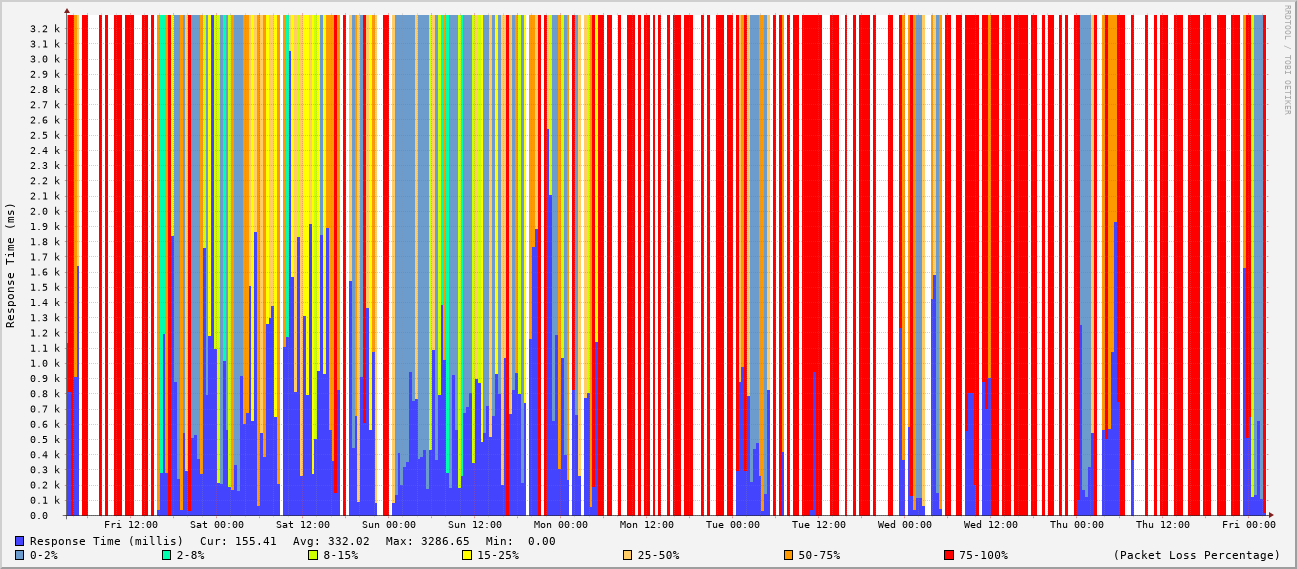 RRDTOOL / TOBI OETIKER
Response Time (ms)
3.2 k
3.1 k
3.0 k
2.9 k
2.8 k
2.7 k
2.6 k
2.5 k
2.4 k
2.3 k
2.2 k
2.1 k
2.0 k
1.9 k
1.8 k
1.7 k
1.6 k
1.5 k
1.4 k
1.3 k
1.2 k
1.1 k
1.0 k
0.9 k
0.8 k
0.7 k
0.6 k
0.5 k
0.4 k
0.3 k
0.2 k
0.1 k
0.0
Fri 12:00 Sat 00:00 Sat 12:00 Sun 00:00 Sun 12:00 Mon 00:00 Mon 12:00 Tue 00:00 Tue 12:00 Wed 00:00 Wed 12:00 Thu 00:00 Thu 12:00 Fri 00:00
Response Time (millis) Cur: 155.41 Avg: 332.02 Max: 3286.65 Min: 0.00
0-2% 2-8% 8-15% 15-25% 25-50% 50-75% 75-100% (Packet Loss Percentage)